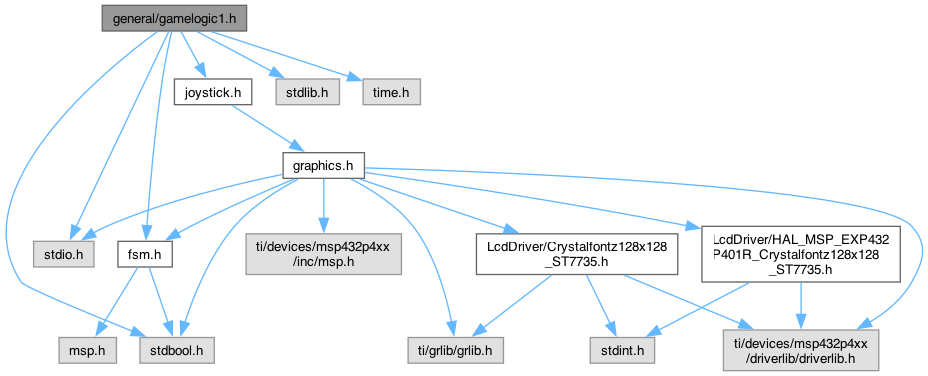 general/gamelogic1.h
joystick.h
stdlib.h
time.h
graphics.h
stdio.h
fsm.h
ti/devices/msp432p4xx
/inc/msp.h
LcdDriver/Crystalfontz128x128
_ST7735.h
LcdDriver/HAL_MSP_EXP432
P401R_Crystalfontz128x128
_ST7735.h
msp.h
stdbool.h
ti/grlib/grlib.h
stdint.h
ti/devices/msp432p4xx
/driverlib/driverlib.h